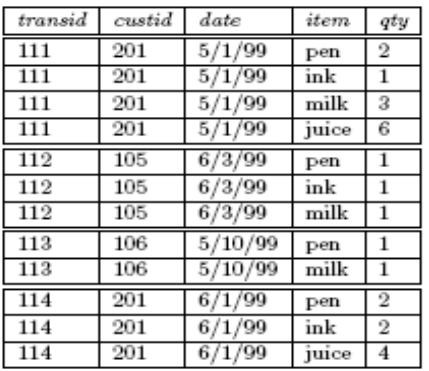 transid custid date item qty
111 201 5/1/99 pen 2
111 201 5/1/99 ink 1
111 201 5/1/99 milk 3
111 201 5/1/99 juice 6
112 105 6/3/99 pen 1
112 105 6/3/99 ink 1
112 105 6/3/99 milk 1
113 106 5/10/99 pen 1
113 106 5/10/99 milk 1
114 201 6/1/99 pen 2
114 201 6/1/99 ink 2
114 201 6/1/99 juice 4